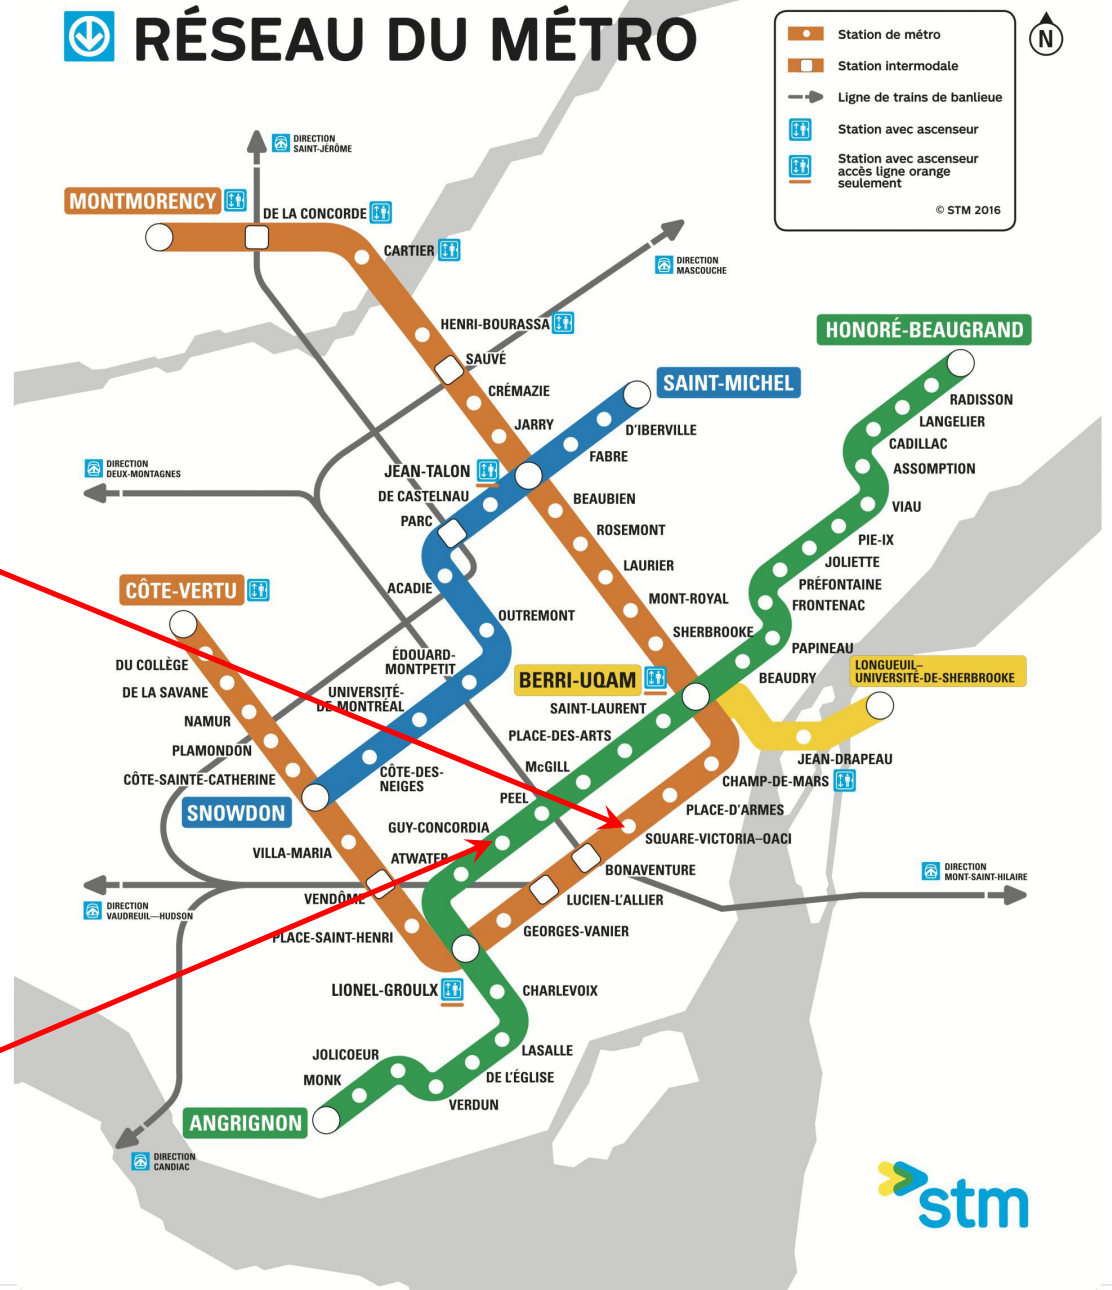 RÉSEAU DU MÉTRO
Station de métro
Station intermodale
Ligne de trains de banlieue
Station avec ascenseur
Station avec ascenseur
accès ligne orange
seulement
© STM 2016
N
DIRECTION
SAINT-JÉRÔME
MONTMORENCY
DE LA CONCORDE
CARTIER
DIRECTION
MASCOUCHE
HENRI-BOURASSA
HONORÉ-BEAUGRAND
SAUVÉ
SAINT-MICHEL
CRÉMAZIE
RADISSON
LANGELIER
JARRY
D'IBERVILLE
CADILLAC
FABRE
DIRECTION
DEUX-MONTAGNES
JEAN-TALON
ASSOMPTION
DE CASTELNAU
BEAUBIEN
VIAU
PARC
ROSEMONT
PIE-IX
JOLIETTE
LAURIER
PRÉFONTAINE
CÔTE-VERTU
ACADIE
MONT-ROYAL
FRONTENAC
OUTREMONT
SHERBROOKE
PAPINEAU
DU COLLÈGE
ÉDOUARD-
MONTPETIT
LONGUEUIL–
UNIVERSITÉ-DE-SHERBROOKE
BERRI-UQAM
BEAUDRY
DE LA SAVANE
UNIVERSITÉ-
DE-MONTRÉAL
SAINT-LAURENT
NAMUR
PLACE-DES-ARTS
PLAMONDON
JEAN-DRAPEAU
McGILL
CÔTE-SAINTE-CATHERINE
CÔTE-DES-
NEIGES
CHAMP-DE-MARS
PEEL
SNOWDON
PLACE-D'ARMES
GUY-CONCORDIA
SQUARE-VICTORIA–OACI
VILLA-MARIA
ATWATER
BONAVENTURE
DIRECTION
MONT-SAINT-HILAIRE
VENDÔME
LUCIEN-L'ALLIER
DIRECTION
VAUDREUIL—HUDSON
PLACE-SAINT-HENRI
GEORGES-VANIER
LIONEL-GROULX
CHARLEVOIX
JOLICOEUR
LASALLE
MONK
DE L'ÉGLISE
VERDUN
ANGRIGNON
DIRECTION
CANDIAC
stm